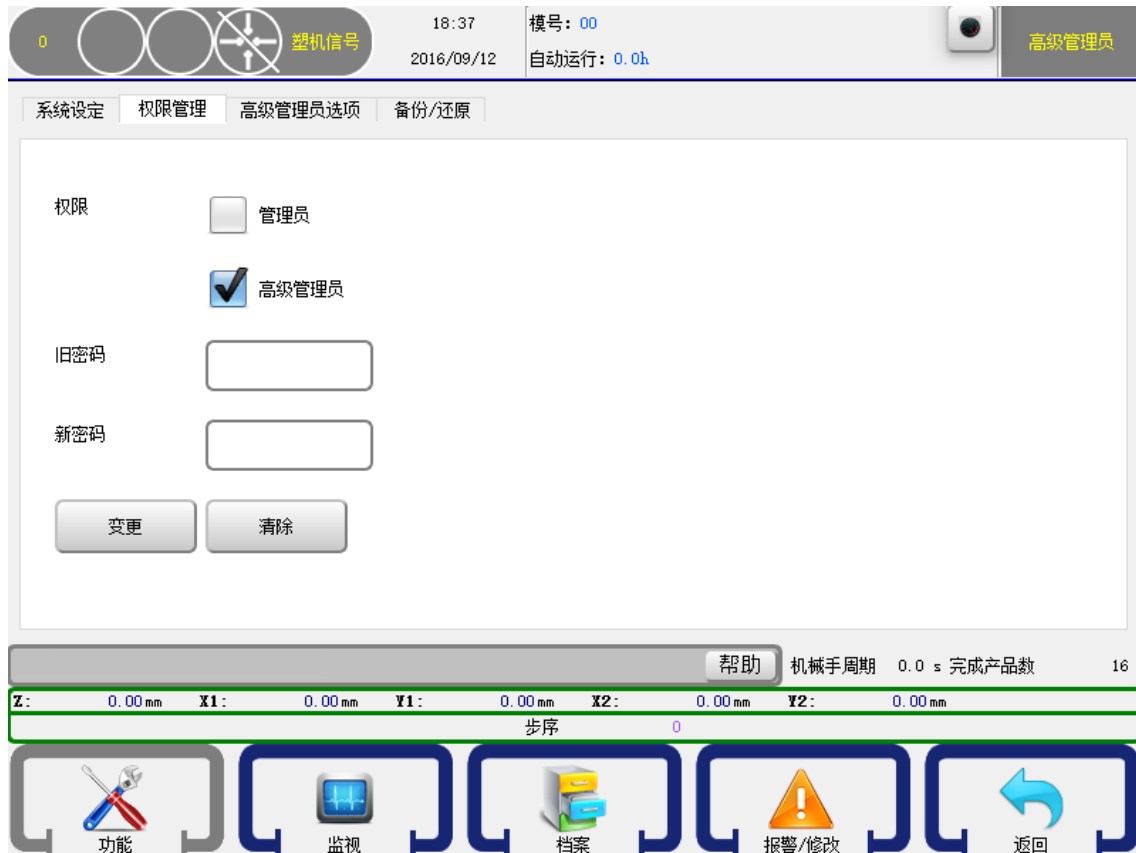 0 塑机信号 18:37 模号: 00 高级管理员
2016/09/12 自动运行: 0.0h
系统设定 权限管理 高级管理员选项 备份/还原
权限 管理员
高级管理员
旧密码
新密码
变更 清除
帮助 机械手周期 0.0 s 完成产品数 16
Z: 0.00 mm X1: 0.00 mm Y1: 0.00 mm X2: 0.00 mm Y2: 0.00 mm
步序 0
功能 监视 档案 报警/修改 返回